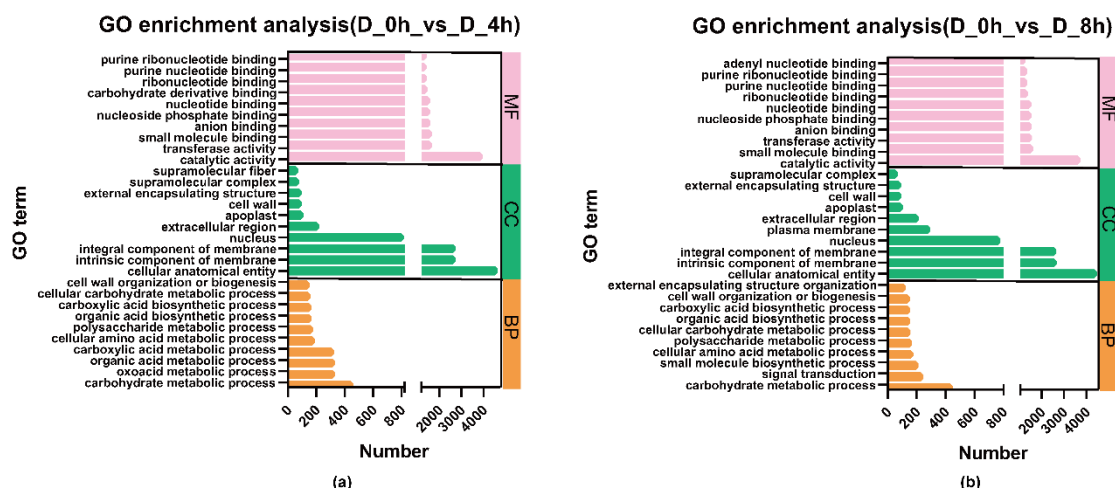 GO enrichment analysis(D_0h_vs_D_4h)
GO term
purine ribonucleotide binding
purine nucleotide binding
ribonucleotide binding
carbohydrate derivative binding
nucleotide binding
nucleoside phosphate binding
anion binding
small molecule binding
transferase activity
catalytic activity
supramolecular fiber
supramolecular complex
external encapsulating structure
cell wall
apoplast
extracellular region
nucleus
integral component of membrane
intrinsic component of membrane
cellular anatomical entity
cell wall organization or biogenesis
cellular carbohydrate metabolic process
carboxylic acid biosynthetic process
organic acid biosynthetic process
polysaccharide metabolic process
cellular amino acid metabolic process
carboxylic acid metabolic process
organic acid metabolic process
oxoacid metabolic process
carbohydrate metabolic process
MF
CC
BP
0 200 400 600 800 2000 3000 4000
Number
(a)
GO enrichment analysis(D_0h_vs_D_8h)
GO term
adenyl nucleotide binding
purine ribonucleotide binding
purine nucleotide binding
ribonucleotide binding
nucleotide binding
nucleoside phosphate binding
anion binding
transferase activity
small molecule binding
catalytic activity
supramolecular complex
external encapsulating structure
cell wall
apoplast
extracellular region
plasma membrane
nucleus
integral component of membrane
intrinsic component of membrane
cellular anatomical entity
external encapsulating structure organization
cell wall organization or biogenesis
carboxylic acid biosynthetic process
organic acid biosynthetic process
cellular carbohydrate metabolic process
polysaccharide metabolic process
cellular amino acid metabolic process
small molecule biosynthetic process
signal transduction
carbohydrate metabolic process
MF
CC
BP
0 200 400 600 800 2000 3000 4000
Number
(b)